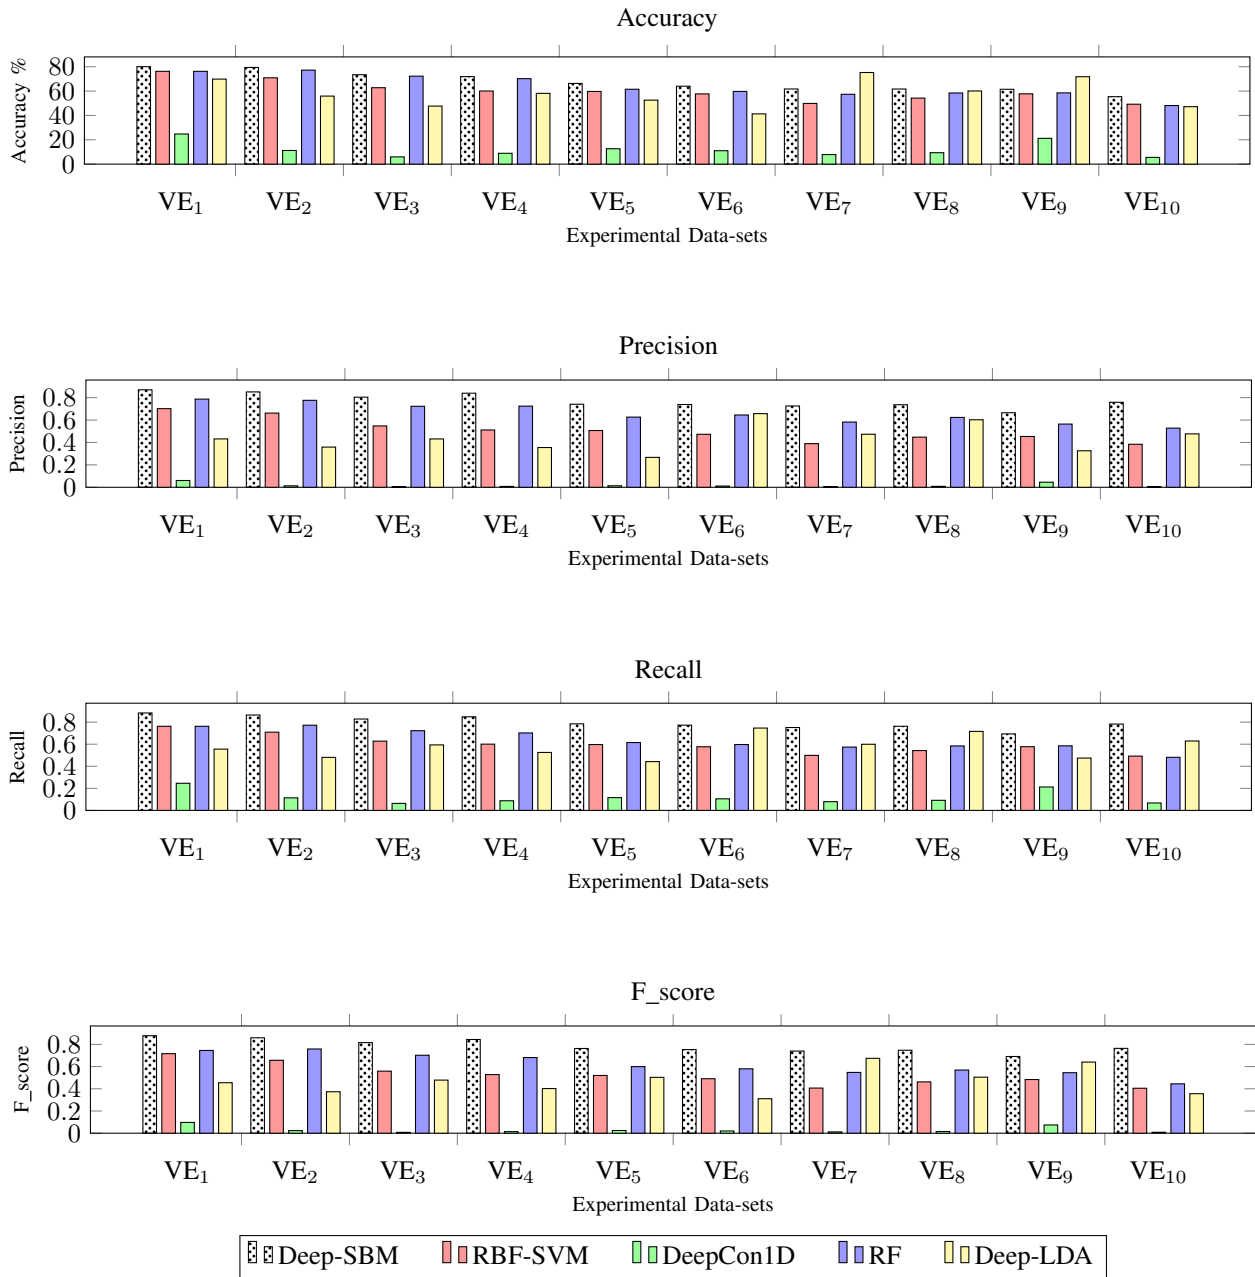 Accuracy
Accuracy %
80
60
40
20
0
VE1 VE2 VE3 VE4 VE5 VE6 VE7 VE8 VE9 VE10
Experimental Data-sets
Precision
Precision
0.8
0.6
0.4
0.2
0
VE1 VE2 VE3 VE4 VE5 VE6 VE7 VE8 VE9 VE10
Experimental Data-sets
Recall
Recall
0.8
0.6
0.4
0.2
0
VE1 VE2 VE3 VE4 VE5 VE6 VE7 VE8 VE9 VE10
Experimental Data-sets
F_score
F_score
0.8
0.6
0.4
0.2
0
VE1 VE2 VE3 VE4 VE5 VE6 VE7 VE8 VE9 VE10
Experimental Data-sets
Deep-SBM RBF-SVM DeepCon1D RF Deep-LDA